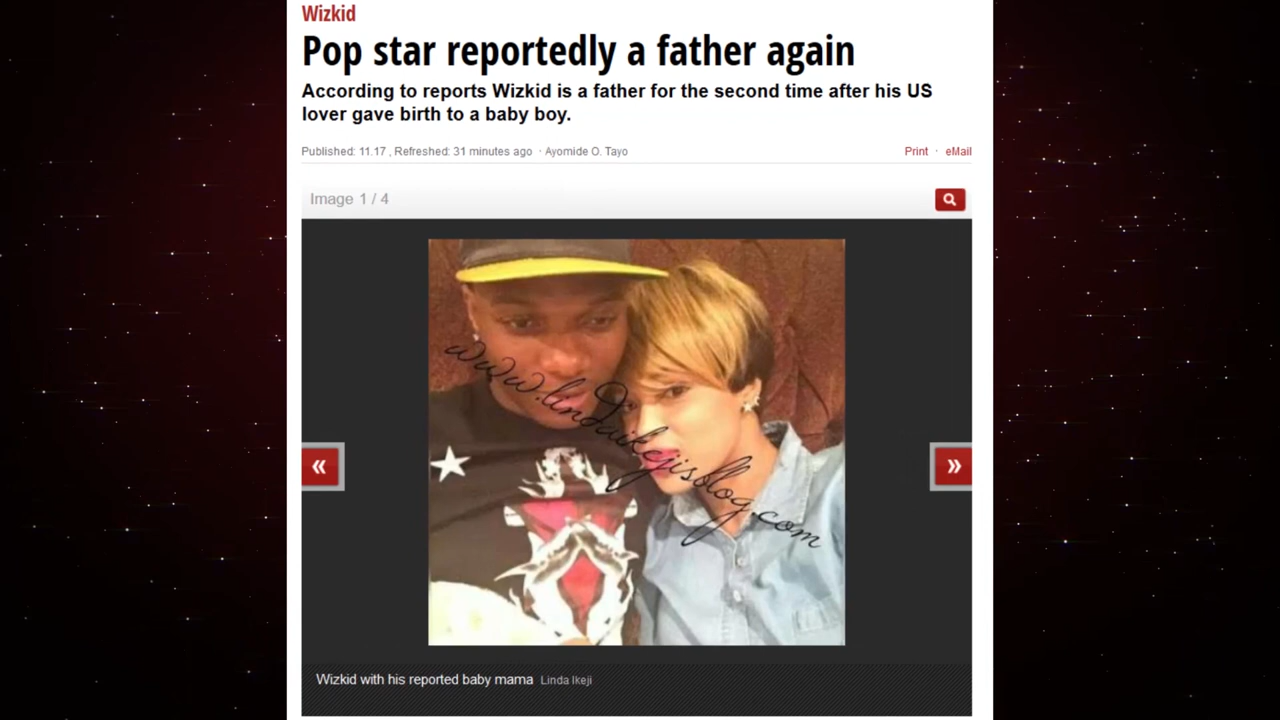 Wizkid
Pop star reportedly a father again
According to reports Wizkid is a father for the second time after his US
lover gave birth to a baby boy.
Published: 11.17 , Refreshed: 31 minutes ago · Ayomide O. Tayo
Print · eMail
Image 1 / 4
www.lindaikejisblog.com
« »
Wizkid with his reported baby mama Linda Ikeji